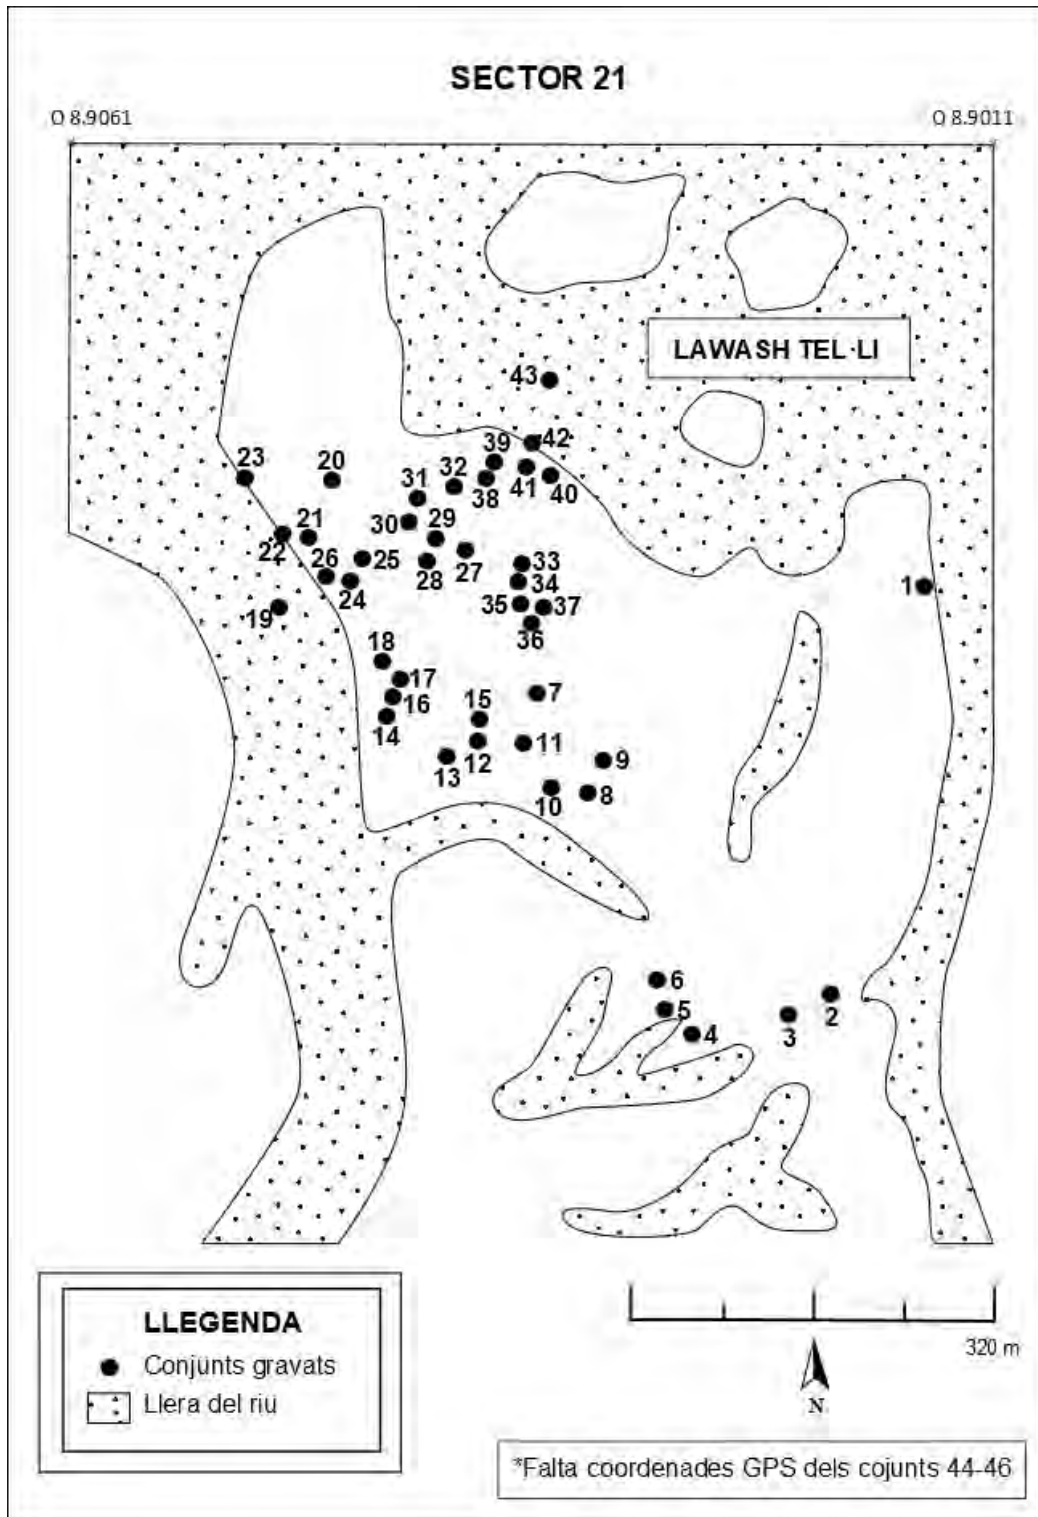 SECTOR 21
O 8.9061 O 8.9011
LAWASH TEL·LI
43
39 42
23 20 32
31 38 41 40
21 30 29
22 26 25 28 27 33
24 34
19 35 37
36
18
17
16 15 7
14
12 11
13 9
10 8
1
6
5 2
4 3
320 m
N
LLEGENDA
Conjunts gravats
Llera del riu
*Falta coordenades GPS dels cojunts 44-46